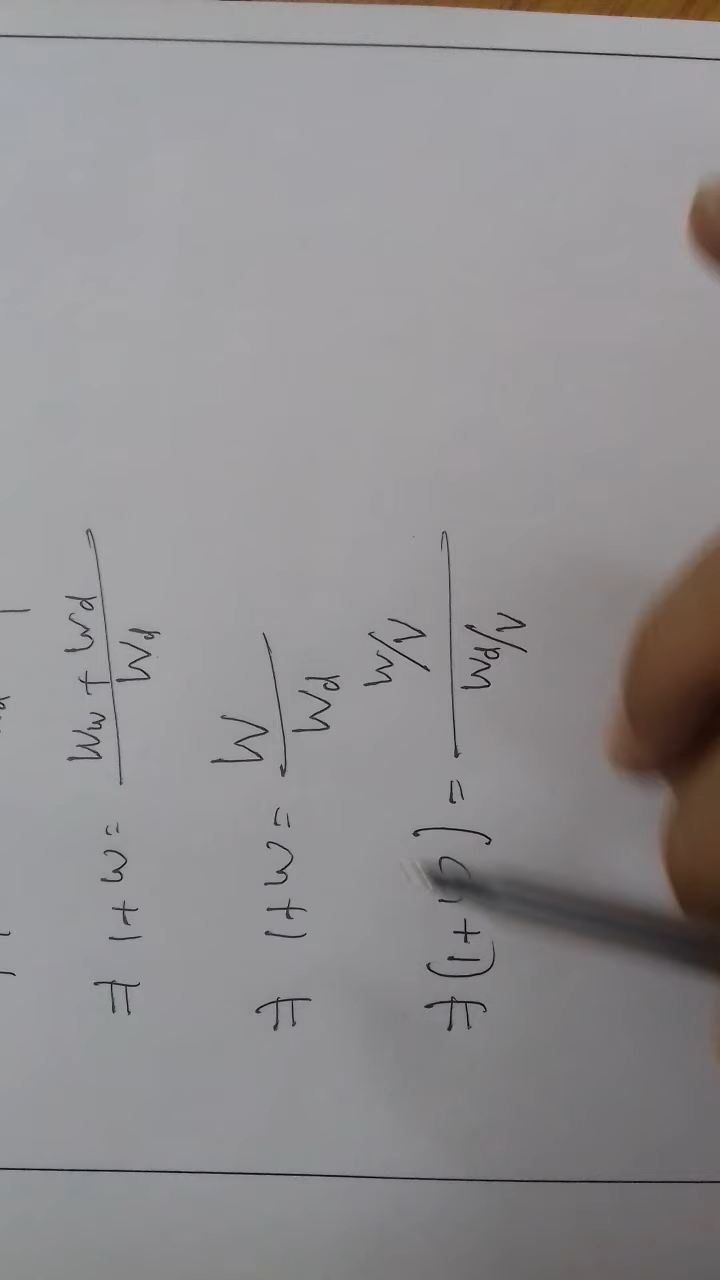 ⇒ 1 + w = (Ww + Wd) / Wd
⇒ 1 + w = W / Wd
⇒ (1 + w) = (W/V) / (Wd/V)